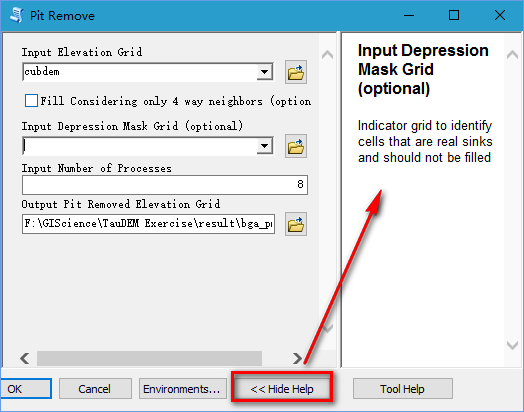 Pit Remove
Input Elevation Grid
cubdem
Fill Considering only 4 way neighbors (option
Input Depression Mask Grid (optional)
Input Number of Processes
8
Output Pit Removed Elevation Grid
F:\GIScience\TauDEM Exercise\result\bga_p
Input Depression
Mask Grid
(optional)
Indicator grid to identify
cells that are real sinks
and should not be filled
OK
Cancel
Environments...
<< Hide Help
Tool Help